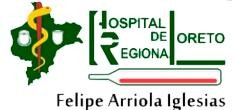 HOSPITAL
DE LORETO
REGIONAL
Felipe Arriola Iglesias